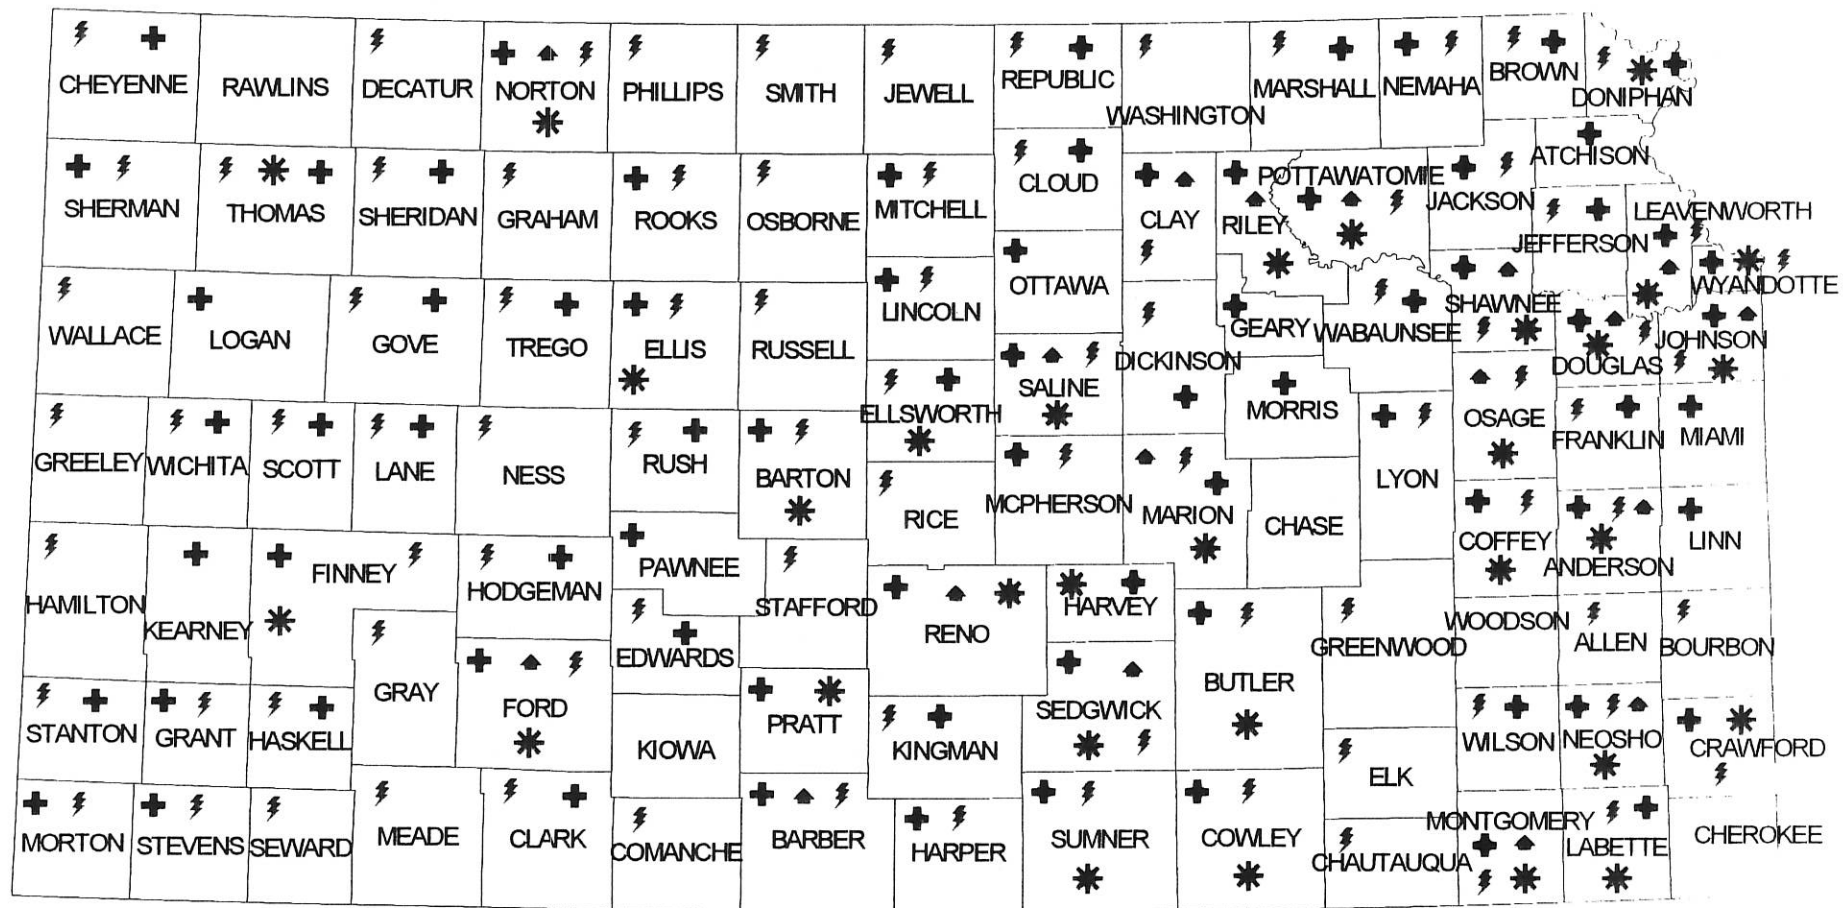 CHEYENNE RAWLINS DECATUR NORTON PHILLIPS SMITH JEWELL REPUBLIC WASHINGTON MARSHALL NEMAHA BROWN DONIPHAN
SHERMAN THOMAS SHERIDAN GRAHAM ROOKS OSBORNE MITCHELL CLOUD CLAY RILEY POTTAWATOMIE JACKSON ATCHISON
JEFFERSON LEAVENWORTH
WALLACE LOGAN GOVE TREGO ELLIS RUSSELL LINCOLN OTTAWA DICKINSON GEARY WABAUNSEE SHAWNEE WYANDOTTE
ELLSWORTH SALINE MORRIS DOUGLAS JOHNSON
GREELEY WICHITA SCOTT LANE NESS RUSH BARTON RICE MCPHERSON MARION CHASE LYON OSAGE FRANKLIN MIAMI
HAMILTON KEARNEY FINNEY HODGEMAN PAWNEE STAFFORD COFFEY ANDERSON LINN
EDWARDS RENO HARVEY GREENWOOD WOODSON ALLEN BOURBON
STANTON GRANT HASKELL GRAY FORD KIOWA PRATT KINGMAN SEDGWICK BUTLER ELK WILSON NEOSHO CRAWFORD
MORTON STEVENS SEWARD MEADE CLARK COMANCHE BARBER HARPER SUMNER COWLEY CHAUTAUQUA MONTGOMERY LABETTE CHEROKEE